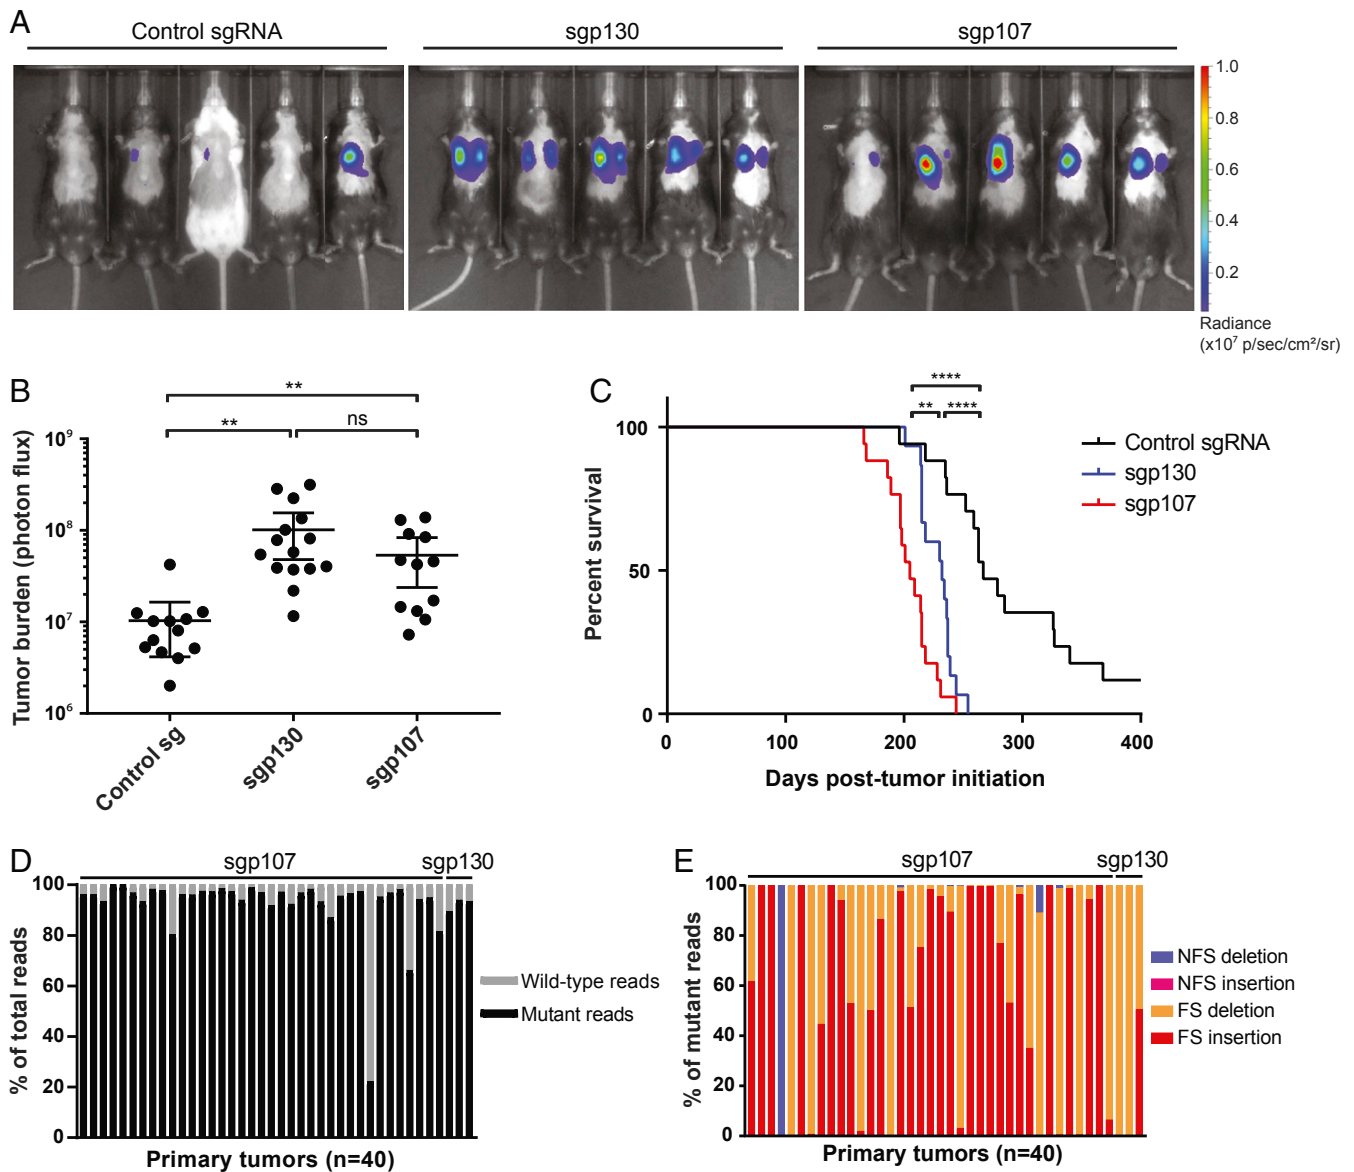 A
Control sgRNA
sgp130
sgp107
1.0
0.8
0.6
0.4
0.2
Radiance
(x10⁷ p/sec/cm²/sr)
B
**
**
ns
Tumor burden (photon flux)
10⁹
10⁸
10⁷
10⁶
Control sg
sgp130
sgp107
C
****
** ****
Percent survival
100
50
0
0 100 200 300 400
Days post-tumor initiation
Control sgRNA
sgp130
sgp107
D
sgp107 sgp130
% of total reads
100
80
60
40
20
0
Primary tumors (n=40)
Wild-type reads
Mutant reads
E
sgp107 sgp130
% of mutant reads
100
80
60
40
20
0
Primary tumors (n=40)
NFS deletion
NFS insertion
FS deletion
FS insertion